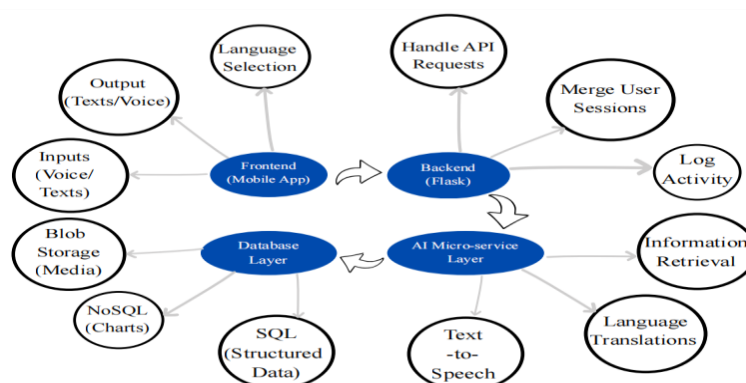 Language
Selection
Handle API
Requests
Output
(Texts/Voice)
Merge User
Sessions
Inputs
(Voice/
Texts)
Frontend
(Mobile App)
Backend
(Flask)
Log
Activity
Blob
Storage
(Media)
Database
Layer
AI Micro-service
Layer
Information
Retrieval
NoSQL
(Charts)
SQL
(Structured
Data)
Text
-to-
Speech
Language
Translations